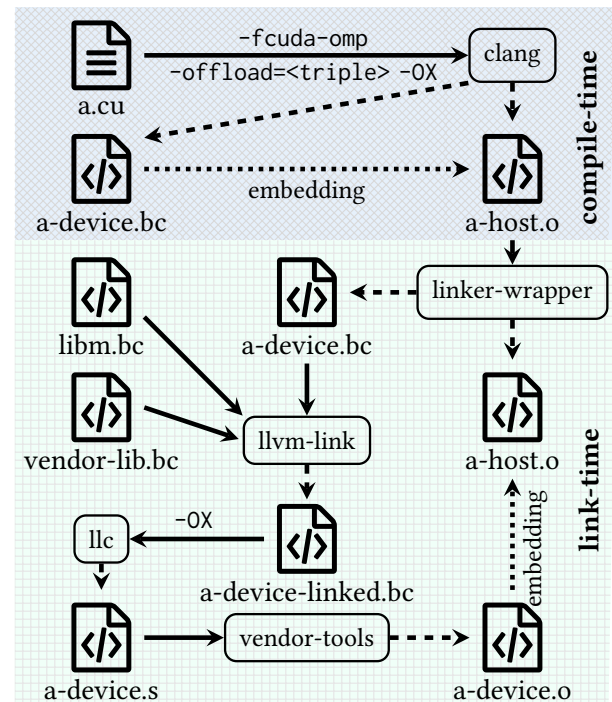 -fcuda-omp
-offload=<triple> -OX
clang
a.cu
compile-time
embedding
a-device.bc
a-host.o
linker-wrapper
libm.bc
a-device.bc
vendor-lib.bc
llvm-link
a-host.o
link-time
-OX
llc
embedding
a-device-linked.bc
vendor-tools
a-device.s
a-device.o